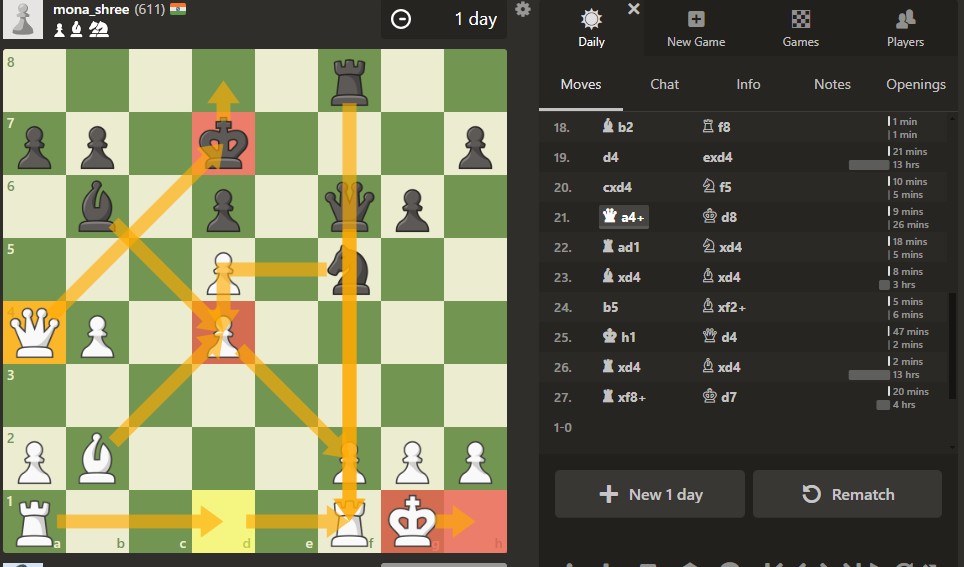 mona_shree (611)
1 day
Daily
New Game
Games
Players
Moves
Chat
Info
Notes
Openings
18. b2 f8 1 min
1 min
19. d4 exd4 21 mins
13 hrs
20. cxd4 f5 10 mins
5 mins
21. a4+ d8 9 mins
26 mins
22. ad1 xd4 18 mins
5 mins
23. xd4 xd4 8 mins
3 hrs
24. b5 xf2+ 5 mins
6 mins
25. h1 d4 47 mins
2 mins
26. xd4 xd4 2 mins
13 hrs
27. xf8+ d7 20 mins
4 hrs
1-0
New 1 day
Rematch
8
7
6
5
3
2
1
a b c d e f g h